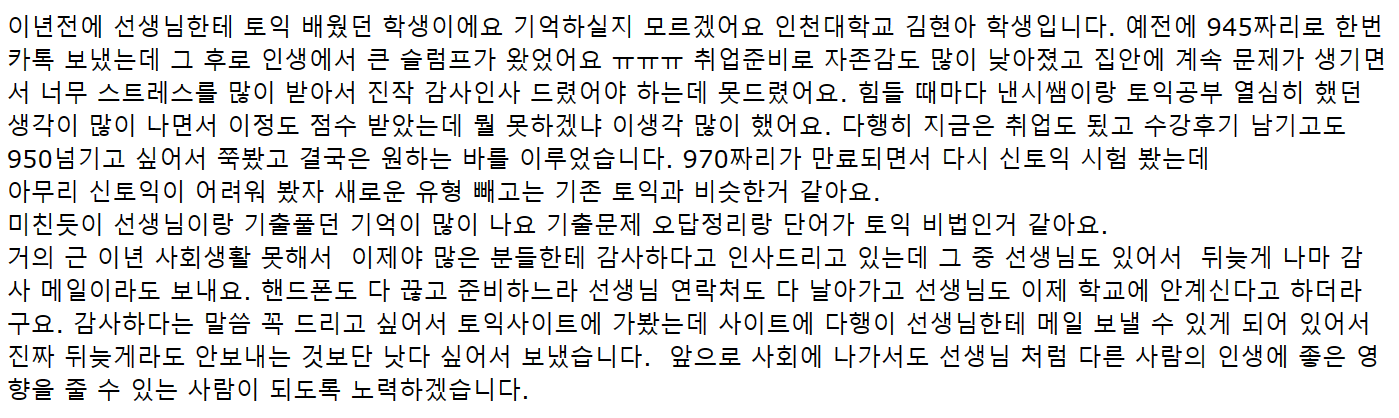 이년전에 선생님한테 토익 배웠던 학생이에요 기억하실지 모르겠어요 인천대학교 김현아 학생입니다. 예전에 945짜리로 한번
카톡 보냈는데 그 후로 인생에서 큰 슬럼프가 왔었어요 ㅠㅠㅠ 취업준비로 자존감도 많이 낮아졌고 집안에 계속 문제가 생기면
서 너무 스트레스를 많이 받아서 진작 감사인사 드렸어야 하는데 못드렸어요. 힘들 때마다 낸시쌤이랑 토익공부 열심히 했던
생각이 많이 나면서 이정도 점수 받았는데 뭘 못하겠냐 이생각 많이 했어요. 다행히 지금은 취업도 됬고 수강후기 남기고도
950넘기고 싶어서 쭉봤고 결국은 원하는 바를 이루었습니다. 970짜리가 만료되면서 다시 신토익 시험 봤는데
아무리 신토익이 어려워 봤자 새로운 유형 빼고는 기존 토익과 비슷한거 같아요.
미친듯이 선생님이랑 기출풀던 기억이 많이 나요 기출문제 오답정리랑 단어가 토익 비법인거 같아요.
거의 근 이년 사회생활 못해서  이제야 많은 분들한테 감사하다고 인사드리고 있는데 그 중 선생님도 있어서  뒤늦게 나마 감
사 메일이라도 보내요. 핸드폰도 다 끊고 준비하느라 선생님 연락처도 다 날아가고 선생님도 이제 학교에 안계신다고 하더라
구요. 감사하다는 말씀 꼭 드리고 싶어서 토익사이트에 가봤는데 사이트에 다행이 선생님한테 메일 보낼 수 있게 되어 있어서
진짜 뒤늦게라도 안보내는 것보단 낫다 싶어서 보냈습니다.  앞으로 사회에 나가서도 선생님 처럼 다른 사람의 인생에 좋은 영
향을 줄 수 있는 사람이 되도록 노력하겠습니다.